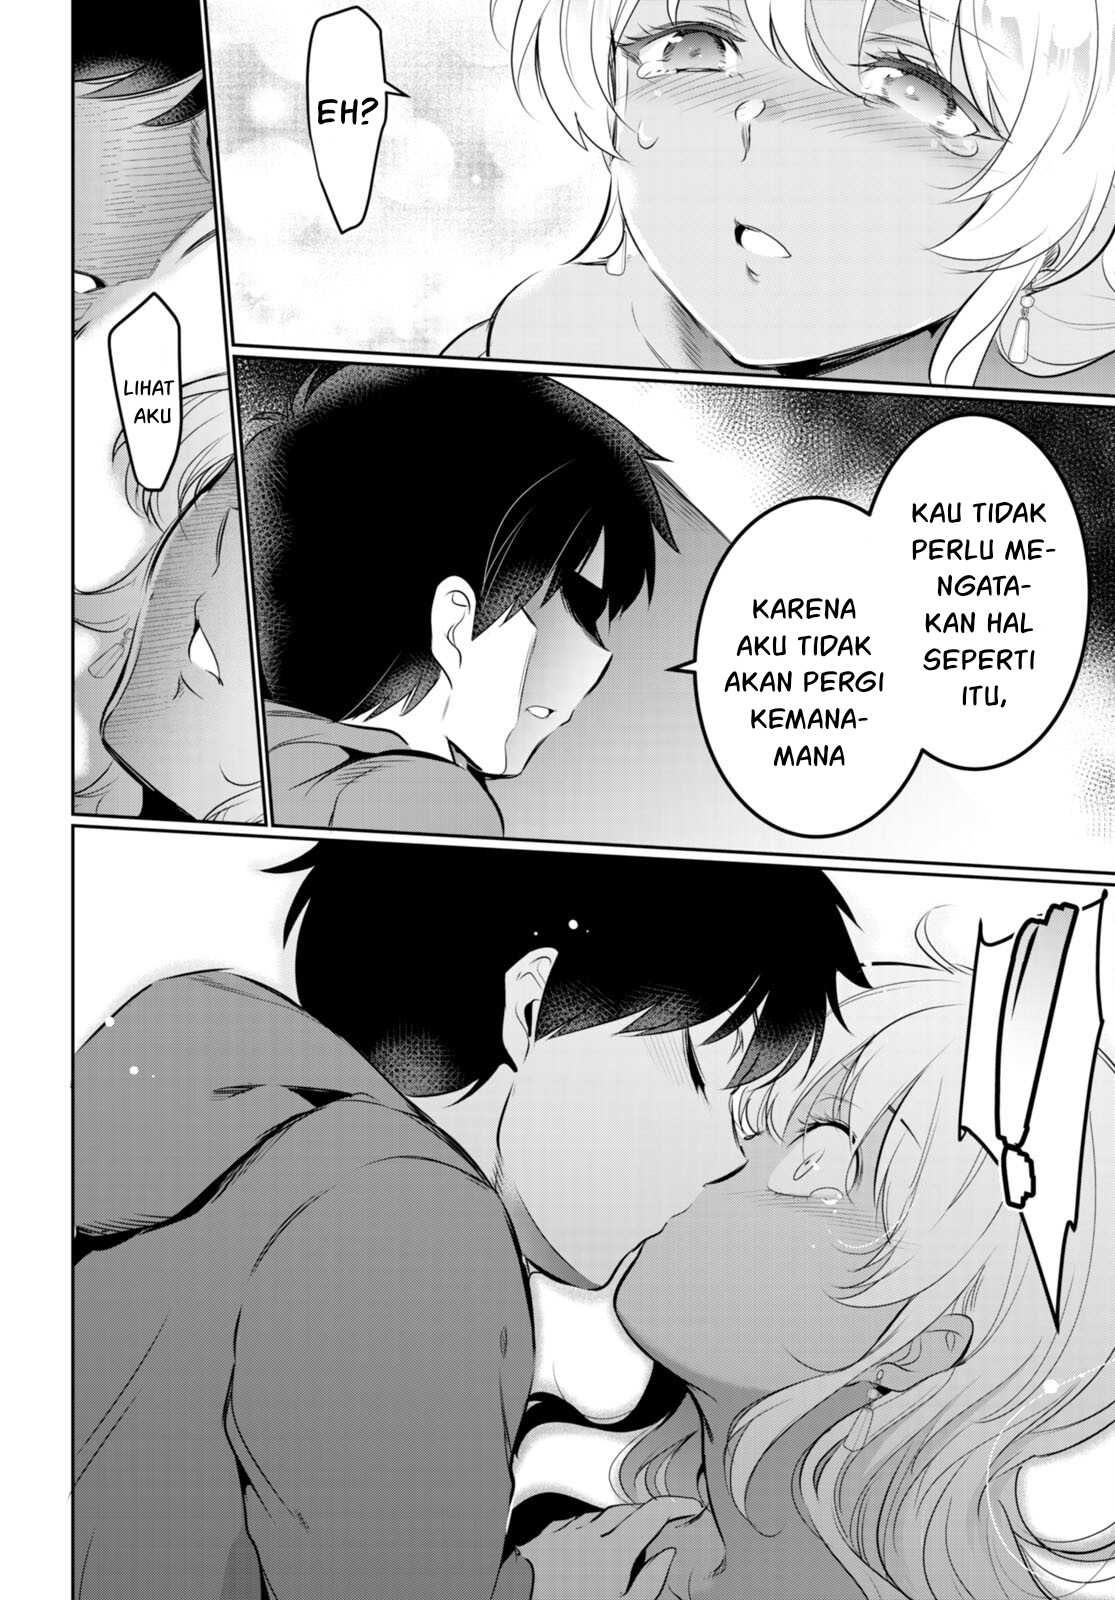 EH?
KAU TIDAK
PERLU ME-
NGATA-
KAN HAL
SEPERTI
ITU,
KARENA
AKU TIDAK
AKAN PERGI
KEMANA-
MANA
LIHAT
AKU
!